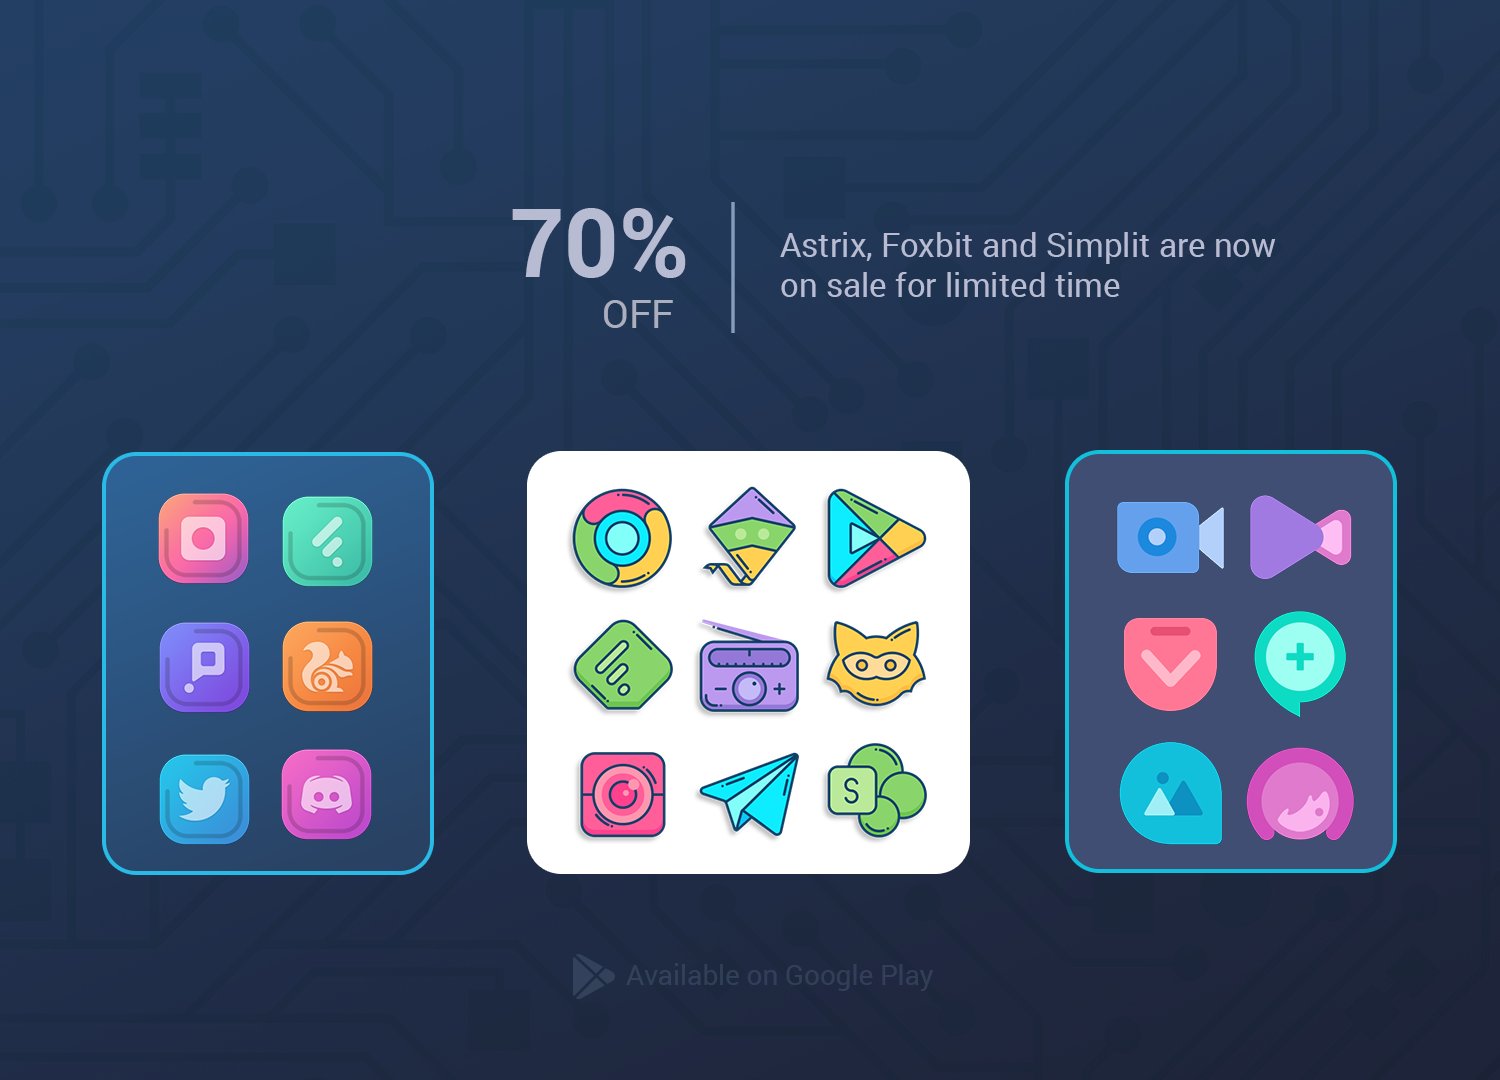 70%
OFF
Astrix, Foxbit and Simplit are now
on sale for limited time
S
Available on Google Play